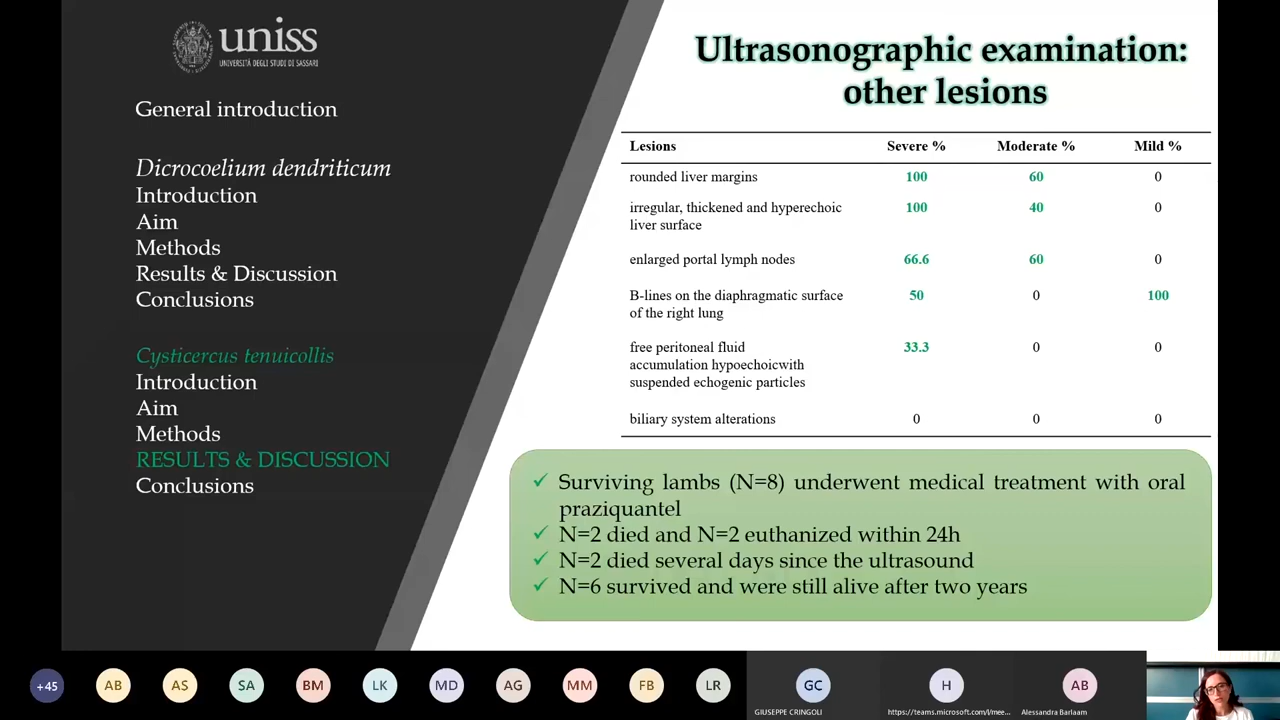 uniss
UNIVERSITÀ DEGLI STUDI DI SASSARI
General introduction
Dicrocoelium dendriticum
Introduction
Aim
Methods
Results & Discussion
Conclusions
Cysticercus tenuicollis
Introduction
Aim
Methods
RESULTS & DISCUSSION
Conclusions
Ultrasonographic examination:
other lesions
Lesions Severe % Moderate % Mild %
rounded liver margins 100 60 0
irregular, thickened and hyperechoic 100 40 0
liver surface
enlarged portal lymph nodes 66.6 60 0
B-lines on the diaphragmatic surface 50 0 100
of the right lung
free peritoneal fluid 33.3 0 0
accumulation hypoechoicwith
suspended echogenic particles
biliary system alterations 0 0 0
✓ Surviving lambs (N=8) underwent medical treatment with oral
praziquantel
✓ N=2 died and N=2 euthanized within 24h
✓ N=2 died several days since the ultrasound
✓ N=6 survived and were still alive after two years
+45 AB AS SA BM LK MD AG MM FB LR GC H AB
GIUSEPPE CRINGOLI https://teams.microsoft.com/l/mee... Alessandra Barlaam